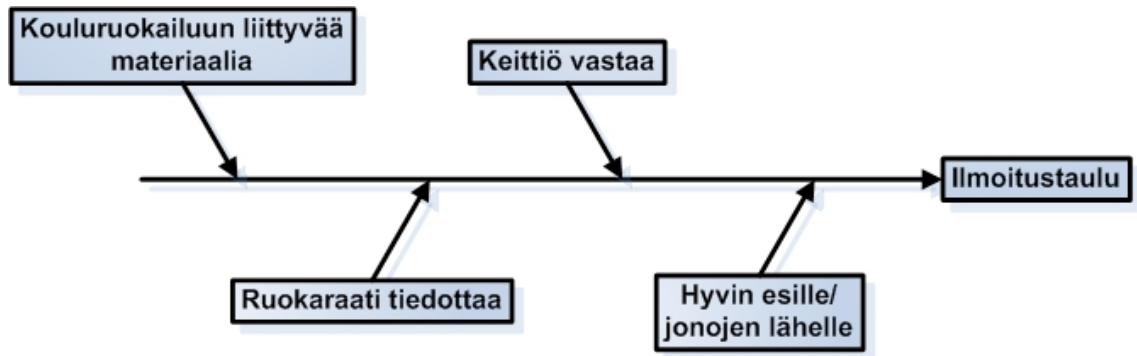 Kouluruokailuun liittyvää
materiaalia
Keittiö vastaa
Ilmoitustaulu
Ruokaraati tiedottaa
Hyvin esille/
jonojen lähelle